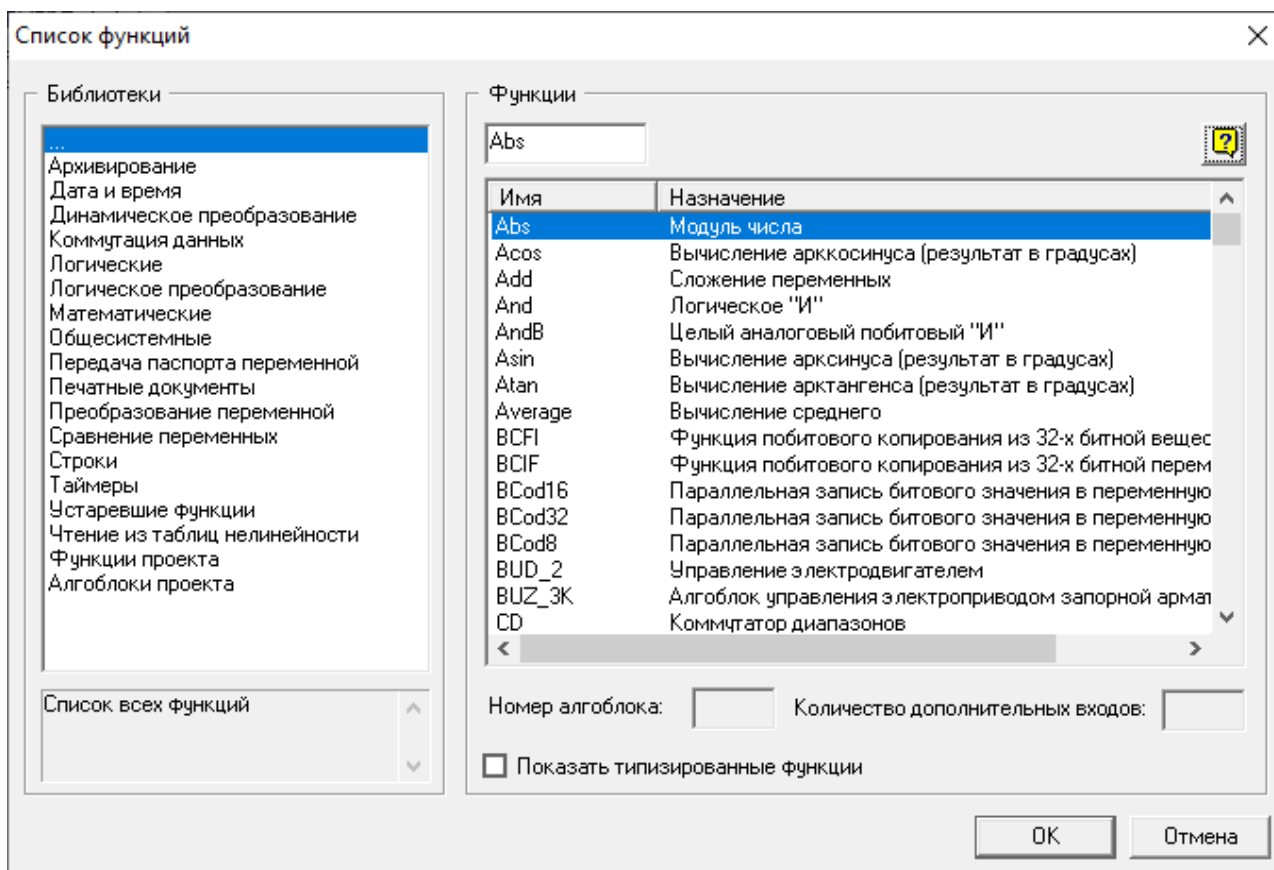 Список функций
Библиотеки
...
Архивирование
Дата и время
Динамическое преобразование
Коммутация данных
Логические
Логическое преобразование
Математические
Общесистемные
Передача паспорта переменной
Печатные документы
Преобразование переменной
Сравнение переменных
Строки
Таймеры
Устаревшие функции
Чтение из таблиц нелинейности
Функции проекта
Алгоблоки проекта
Список всех функций
Функции
Abs
Имя Назначение
Abs Модуль числа
Acos Вычисление арккосинуса (результат в градусах)
Add Сложение переменных
And Логическое "И"
AndB Целый аналоговый побитовый "И"
Asin Вычисление арксинуса (результат в градусах)
Atan Вычисление арктангенса (результат в градусах)
Average Вычисление среднего
BCFI Функция побитового копирования из 32-х битной вещес
BCIF Функция побитового копирования из 32-х битной перем
BCod16 Параллельная запись битового значения в переменную
BCod32 Параллельная запись битового значения в переменную
BCod8 Параллельная запись битового значения в переменную
BUD_2 Управление электродвигателем
BUZ_3K Алгоблок управления электроприводом запорной армат
CD Коммутатор диапазонов
Номер алгоблока: Количество дополнительных входов:
Показать типизированные функции
OK Отмена